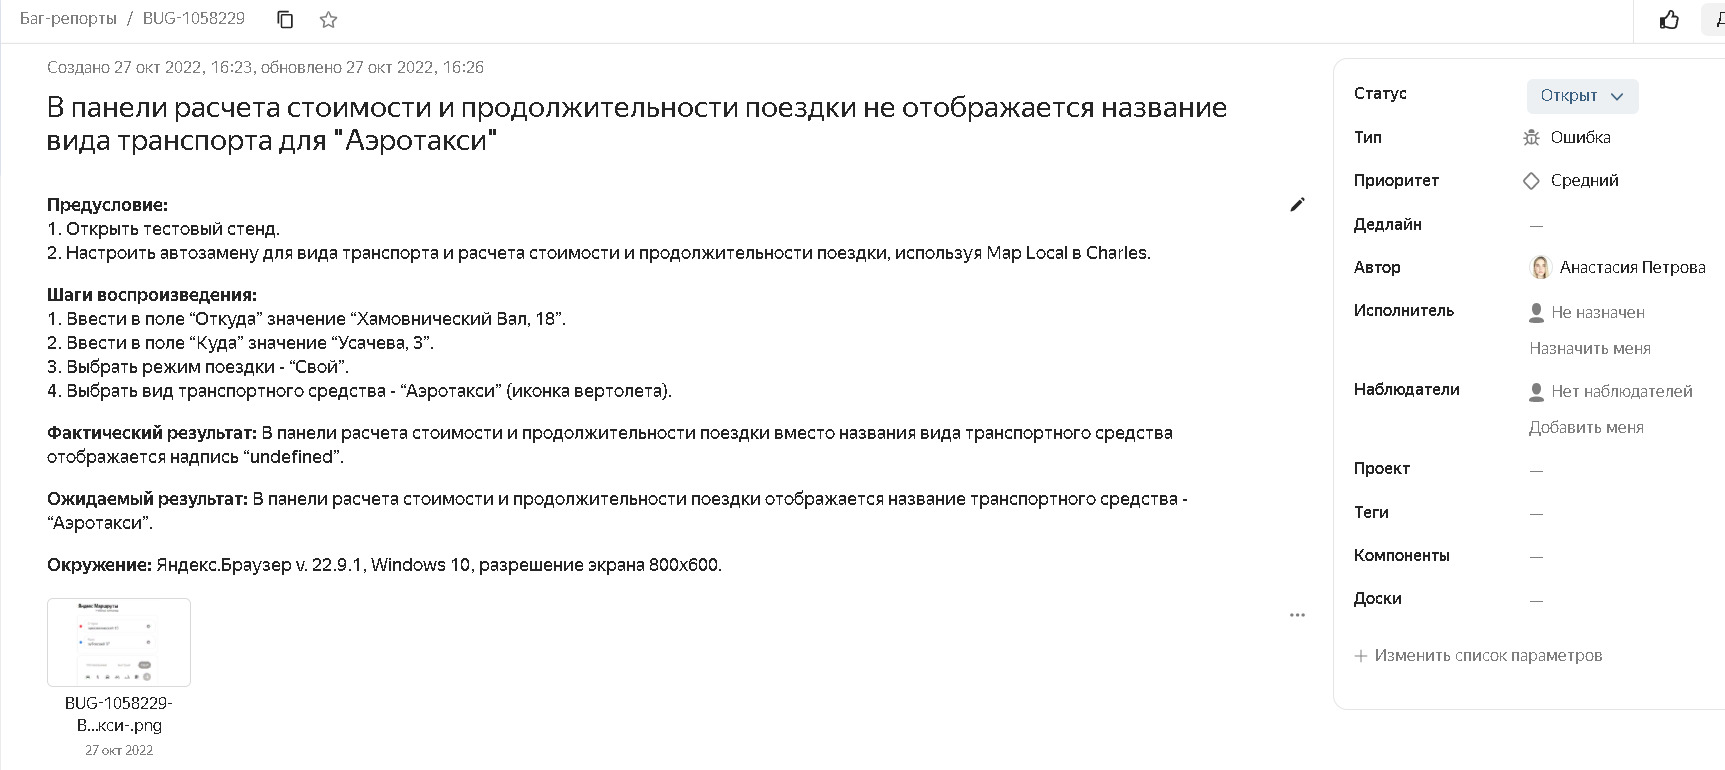 Баг-репорты / BUG-1058229
Создано 27 окт 2022, 16:23, обновлено 27 окт 2022, 16:26
В панели расчета стоимости и продолжительности поездки не отображается название
вида транспорта для "Аэротакси"
Предусловие:
1. Открыть тестовый стенд.
2. Настроить автозамену для вида транспорта и расчета стоимости и продолжительности поездки, используя Map Local в Charles.
Шаги воспроизведения:
1. Ввести в поле “Откуда” значение “Хамовнический Вал, 18”.
2. Ввести в поле “Куда” значение “Усачева, 3”.
3. Выбрать режим поездки - “Свой”.
4. Выбрать вид транспортного средства - “Аэротакси” (иконка вертолета).
Фактический результат: В панели расчета стоимости и продолжительности поездки вместо названия вида транспортного средства
отображается надпись “undefined”.
Ожидаемый результат: В панели расчета стоимости и продолжительности поездки отображается название транспортного средства -
“Аэротакси”.
Окружение: Яндекс.Браузер v. 22.9.1, Windows 10, разрешение экрана 800x600.
Яндекс Маршруты
BUG-1058229-
В...кси-.png
27 окт 2022
Статус Открыт
Тип Ошибка
Приоритет Средний
Дедлайн —
Автор Анастасия Петрова
Исполнитель Не назначен
Назначить меня
Наблюдатели Нет наблюдателей
Добавить меня
Проект —
Теги —
Компоненты —
Доски —
+ Изменить список параметров